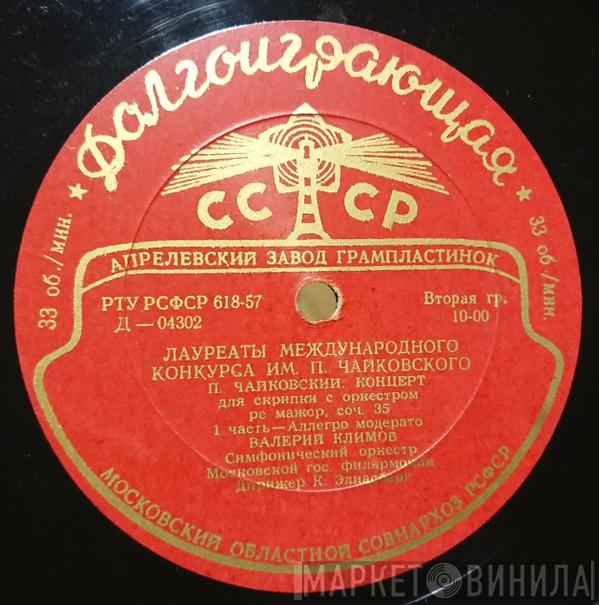 Долгоиграющая
33 об./мин.
33 об/мин.
СССР
АПРЕЛЕВСКИЙ ЗАВОД ГРАМПЛАСТИНОК
РТУ РСФСР 618-57
Вторая гр.
Д — 04302
10-00
ЛАУРЕАТЫ МЕЖДУНАРОДНОГО
КОНКУРСА ИМ. П. ЧАЙКОВСКОГО
П. ЧАЙКОВСКИЙ. КОНЦЕРТ
для скрипки с оркестром
ре мажор, соч. 35
1 часть—Аллегро модерато
ВАЛЕРИЙ КЛИМОВ
Симфонический оркестр
Московской гос. филармонии
Дирижер К. Элиасберг
МОСКОВСКИЙ ОБЛАСТНОЙ СОВНАРХОЗ РСФСР
МАРКЕТ ВИНИЛА